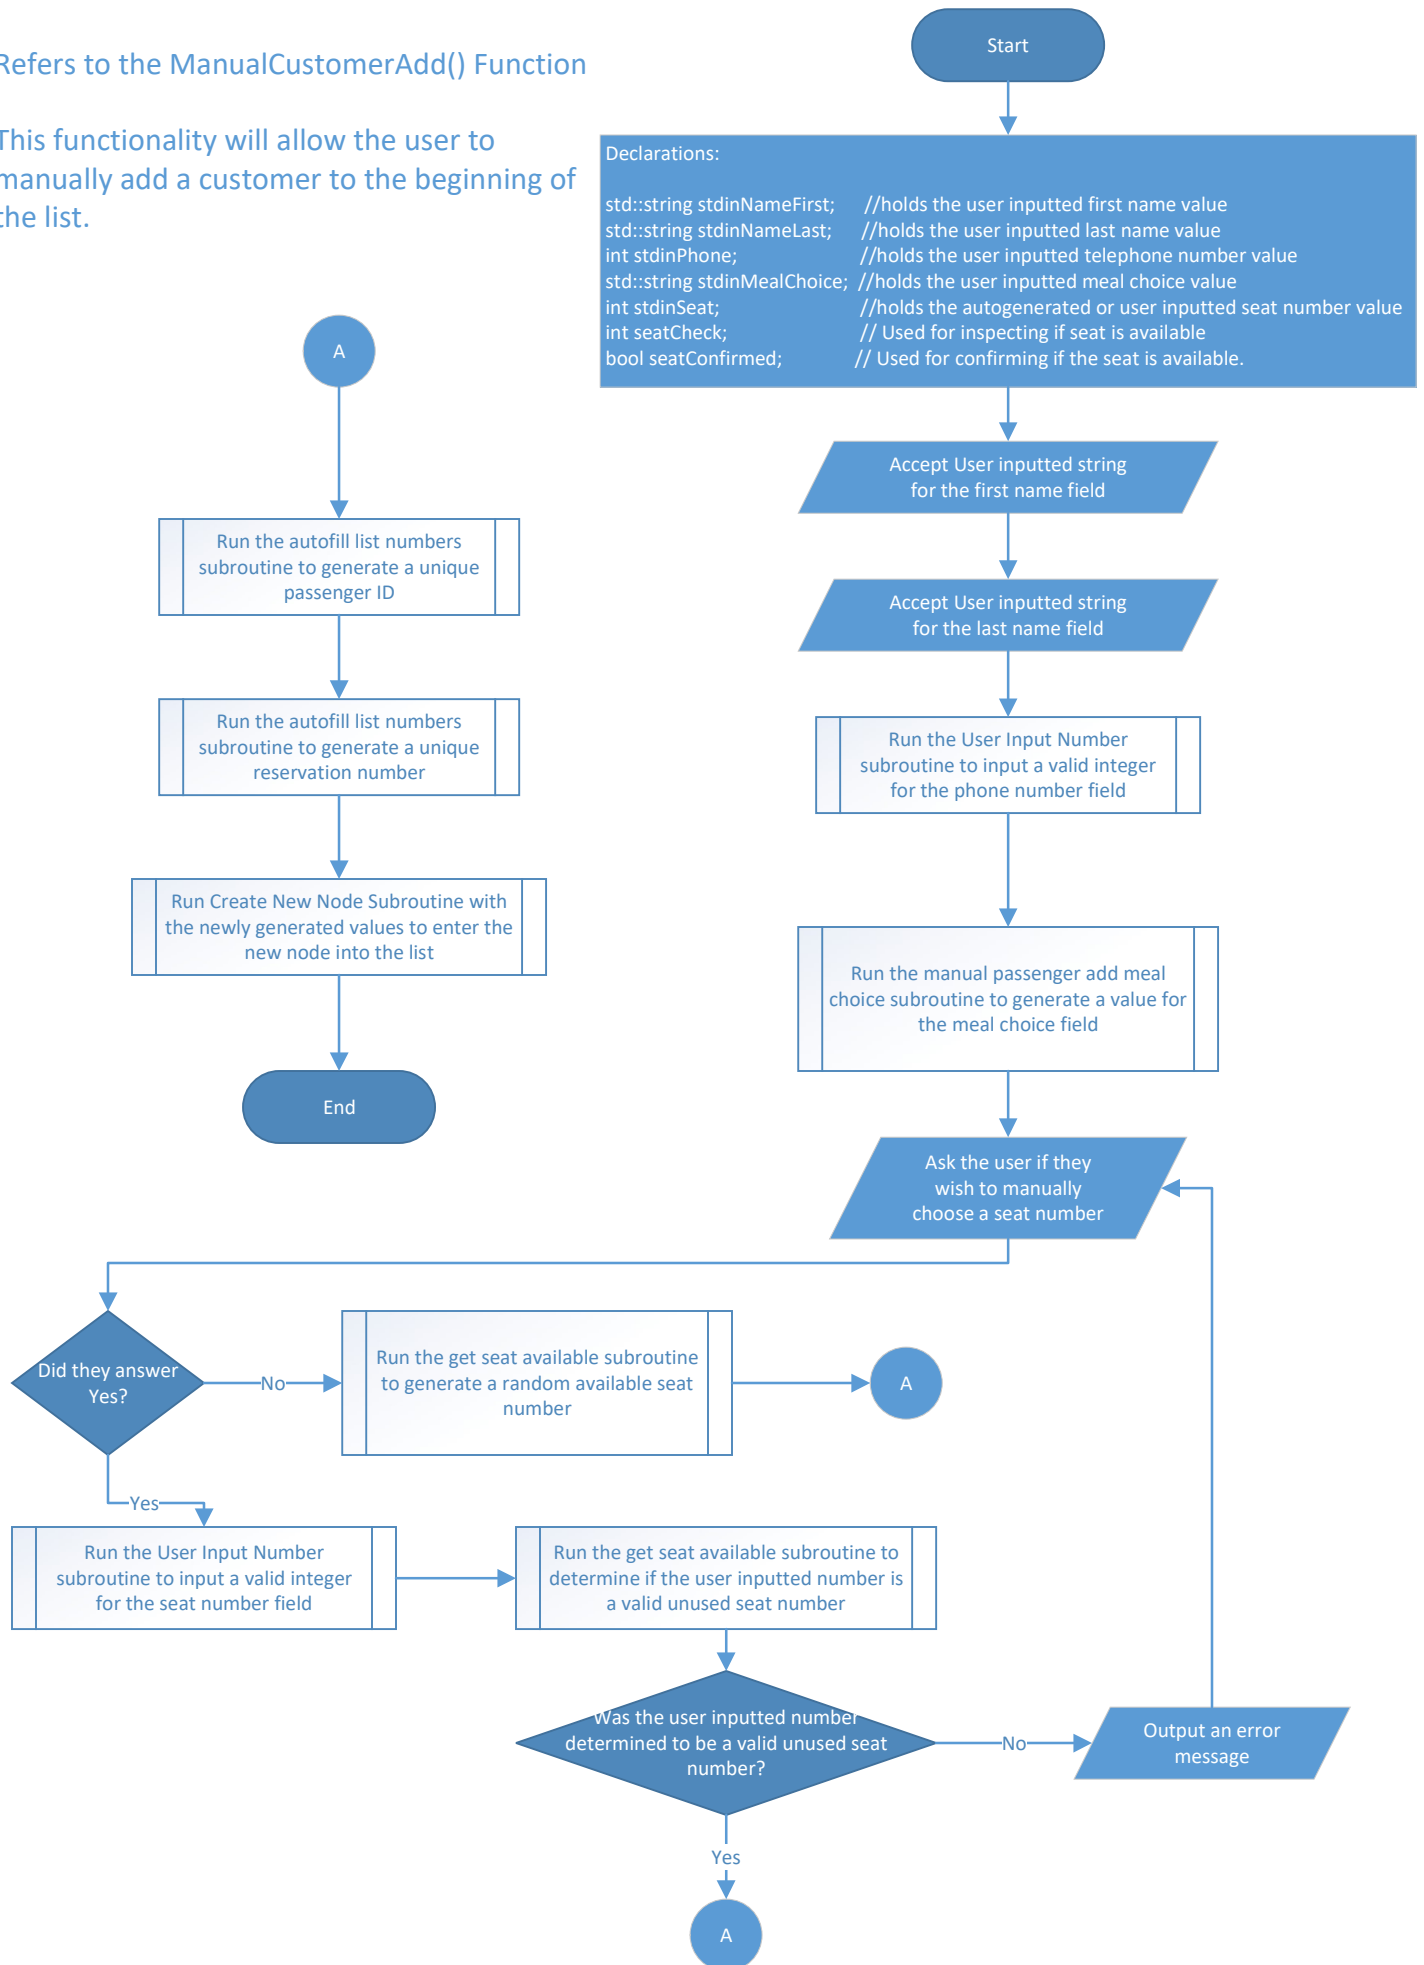 Refers to the ManualCustomerAdd() Function
This functionality will allow the user to
manually add a customer to the beginning of
the list.
Start
Declarations:
std::string stdinNameFirst; //holds the user inputted first name value
std::string stdinNameLast; //holds the user inputted last name value
int stdinPhone; //holds the user inputted telephone number value
std::string stdinMealChoice; //holds the user inputted meal choice value
int stdinSeat; //holds the autogenerated or user inputted seat number value
int seatCheck; // Used for inspecting if seat is available
bool seatConfirmed; // Used for confirming if the seat is available.
Accept User inputted string
for the first name field
Accept User inputted string
for the last name field
Run the User Input Number
subroutine to input a valid integer
for the phone number field
Run the manual passenger add meal
choice subroutine to generate a value for
the meal choice field
Ask the user if they
wish to manually
choose a seat number
Did they answer
Yes?
No
Run the get seat available subroutine
to generate a random available seat
number
A
Yes
Run the User Input Number
subroutine to input a valid integer
for the seat number field
Run the get seat available subroutine to
determine if the user inputted number is
a valid unused seat number
Was the user inputted number
determined to be a valid unused seat
number?
No
Output an error
message
Yes
A
A
Run the autofill list numbers
subroutine to generate a unique
passenger ID
Run the autofill list numbers
subroutine to generate a unique
reservation number
Run Create New Node Subroutine with
the newly generated values to enter the
new node into the list
End